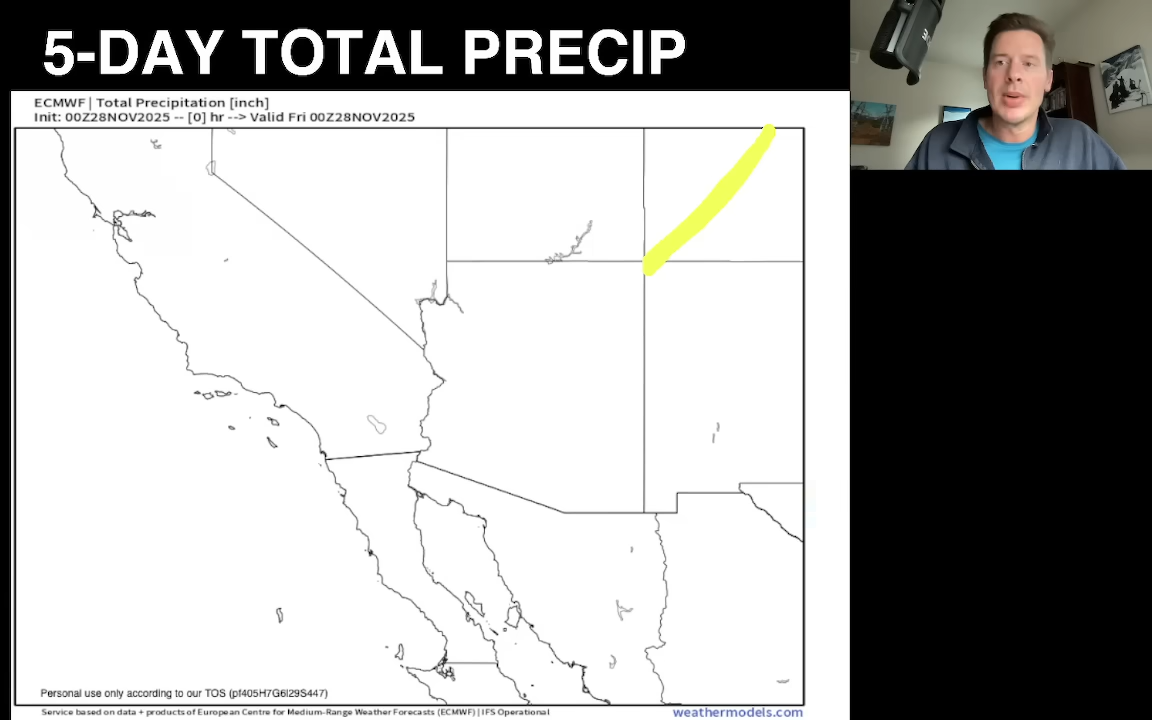 5-DAY TOTAL PRECIP
ECMWF | Total Precipitation [inch]
Init: 00Z28NOV2025 -- [0] hr --> Valid Fri 00Z28NOV2025
Personal use only according to our TOS (pf405H7G6I29S447)
Service based on data + products of European Centre for Medium-Range Weather Forecasts (ECMWF) | IFS Operational
weathermodels.com